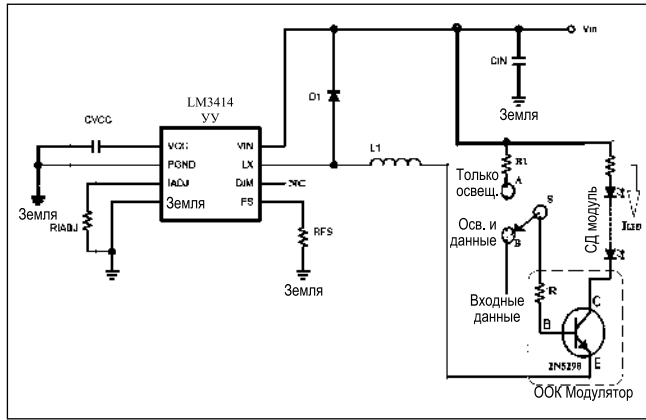 Vin
CIN
Земля
LM3414
УУ
D1
CVCC
VCC
VIN
PGND
LX
L1
IADJ
DIM
NC
Земля
FS
Земля
RIADJ
RFS
Земля
R1
Только
освещ.
A
S
Осв. и
данные
B
СД модуль
ILED
Входные
данные
R
B
C
E
2N5298
ООК Модулятор